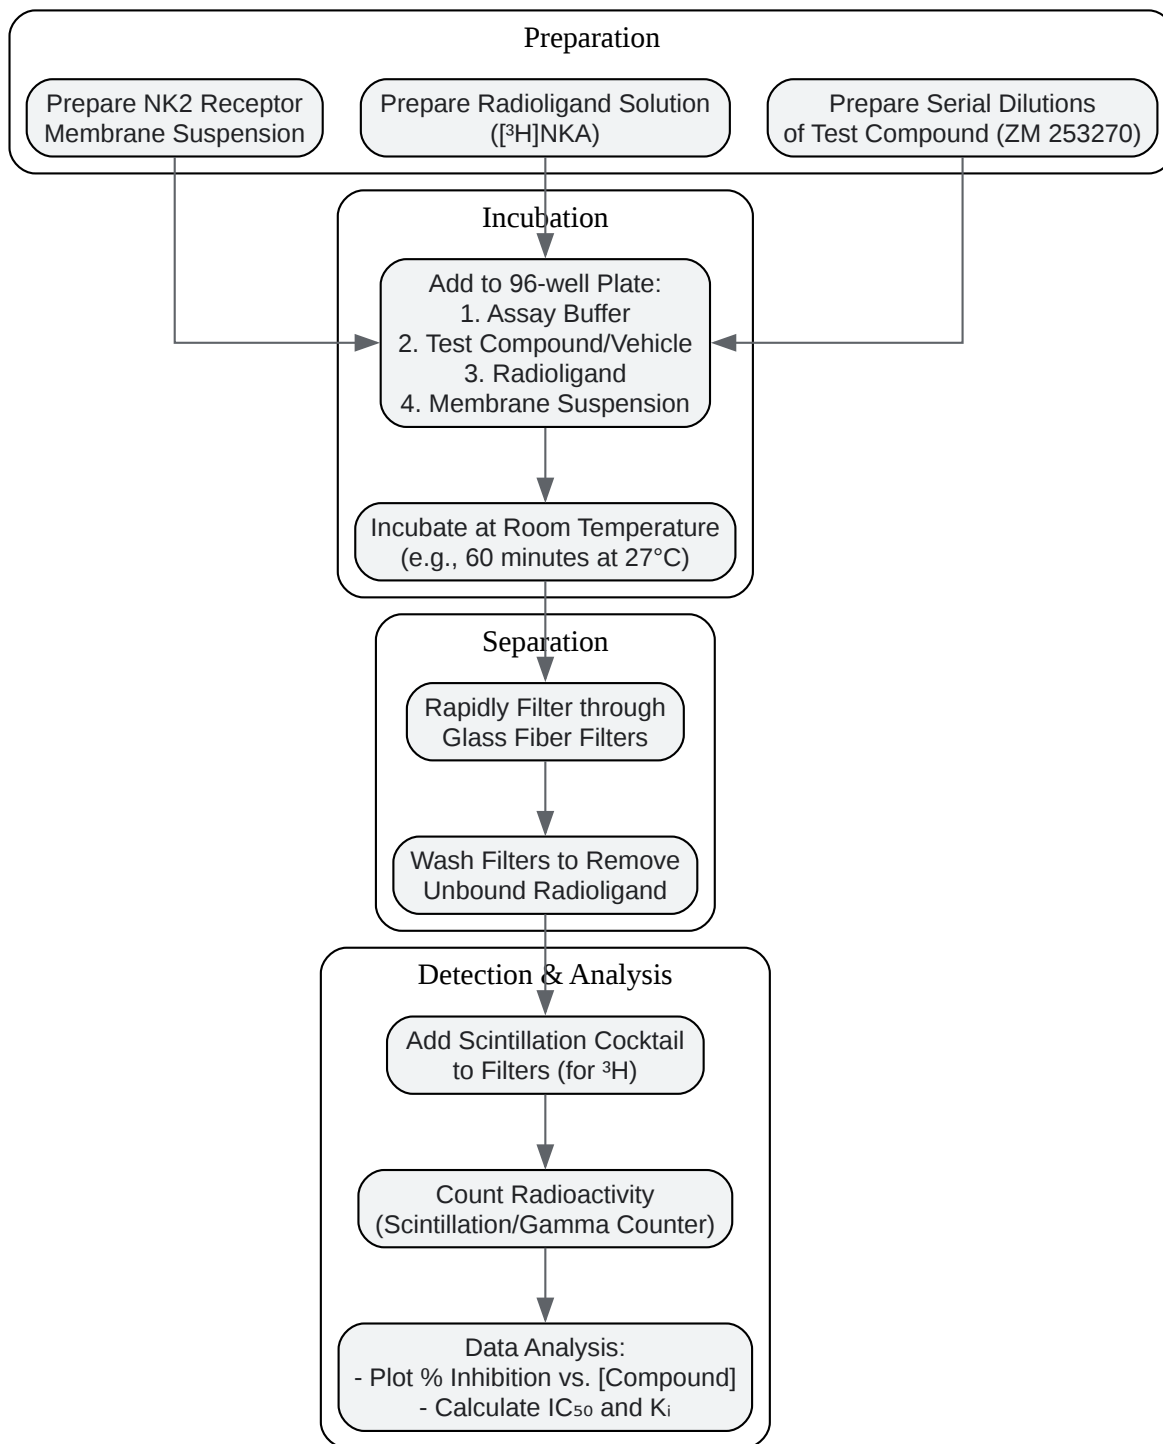 Preparation
Prepare NK2 Receptor
Membrane Suspension
Prepare Radioligand Solution
([³H]NKA)
Prepare Serial Dilutions
of Test Compound (ZM 253270)
Incubation
Add to 96-well Plate:
1. Assay Buffer
2. Test Compound/Vehicle
3. Radioligand
4. Membrane Suspension
Incubate at Room Temperature
(e.g., 60 minutes at 27°C)
Separation
Rapidly Filter through
Glass Fiber Filters
Wash Filters to Remove
Unbound Radioligand
Detection & Analysis
Add Scintillation Cocktail
to Filters (for ³H)
Count Radioactivity
(Scintillation/Gamma Counter)
Data Analysis:
- Plot % Inhibition vs. [Compound]
- Calculate IC₅₀ and Kᵢ